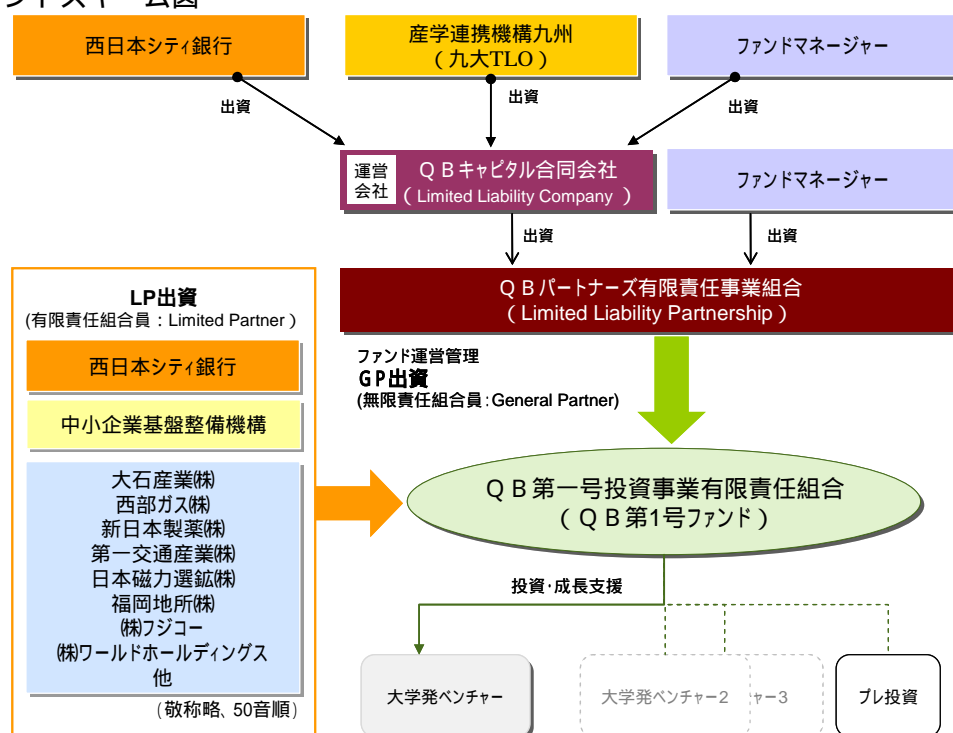 ンドスキーム図
西日本シティ銀行
産学連携機構九州
(九大TLO)
ファンドマネージャー
出資
出資
出資
運営
会社
QBキャピタル合同会社
(Limited Liability Company )
ファンドマネージャー
出資
出資
QBパートナーズ有限責任事業組合
(Limited Liability Partnership)
LP出資
(有限責任組合員:Limited Partner)
西日本シティ銀行
中小企業基盤整備機構
大石産業㈱
西部ガス㈱
新日本製薬㈱
第一交通産業㈱
日本磁力選鉱㈱
福岡地所㈱
㈱フジコー
㈱ワールドホールディングス
他
(敬称略、50音順)
ファンド運営管理
GP出資
(無限責任組合員:General Partner)
QB第一号投資事業有限責任組合
(QB第1号ファンド)
投資・成長支援
大学発ベンチャー
大学発ベンチャー2
ャー3
プレ投資